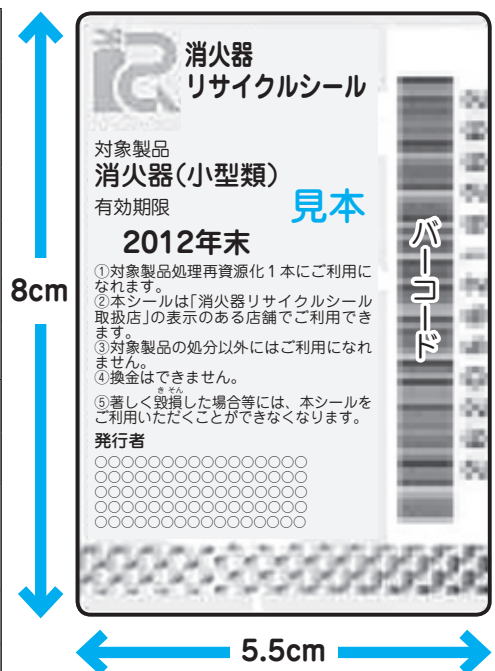 消火器
リサイクルシール
対象製品
消火器(小型類)
有効期限
見本
2012年末
①対象製品処理再資源化1本にご利用に
なれます。
②本シールは「消火器リサイクルシール
取扱店」の表示のある店舗でご利用でき
ます。
③対象製品の処分以外にはご利用になれ
ません。
④換金はできません。
きそん
⑤著しく毀損した場合等には、本シールを
ご利用いただくことができなくなります。
発行者
○○○○○○○○○○○○○○○○
○○○○○○○○○○○○○○○○
○○○○○○○○○○○○○○○○
○○○○○○○○○○○○○○○○
○○○○○○○○○○○○○○○○
バーコード
8cm
5.5cm